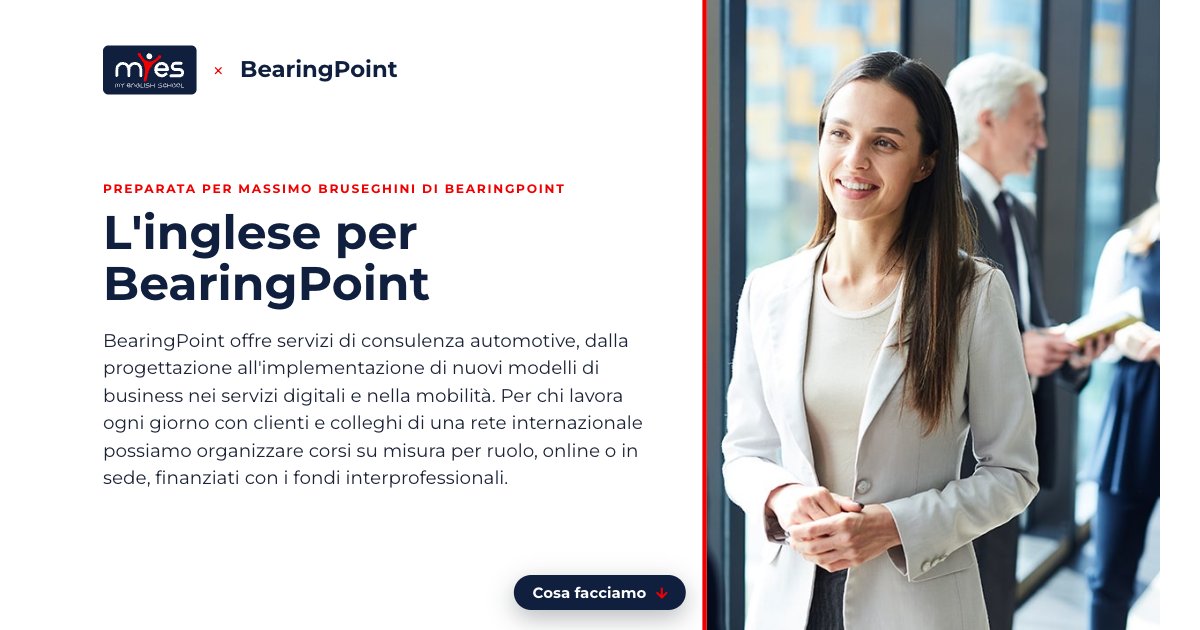 myes
MY ENGLISH SCHOOL
× BearingPoint
PREPARATA PER MASSIMO BRUSEGHINI DI BEARINGPOINT
L'inglese per
BearingPoint
BearingPoint offre servizi di consulenza automotive, dalla
progettazione all'implementazione di nuovi modelli di
business nei servizi digitali e nella mobilità. Per chi lavora
ogni giorno con clienti e colleghi di una rete internazionale
possiamo organizzare corsi su misura per ruolo, online o in
sede, finanziati con i fondi interprofessionali.
Cosa facciamo ↓